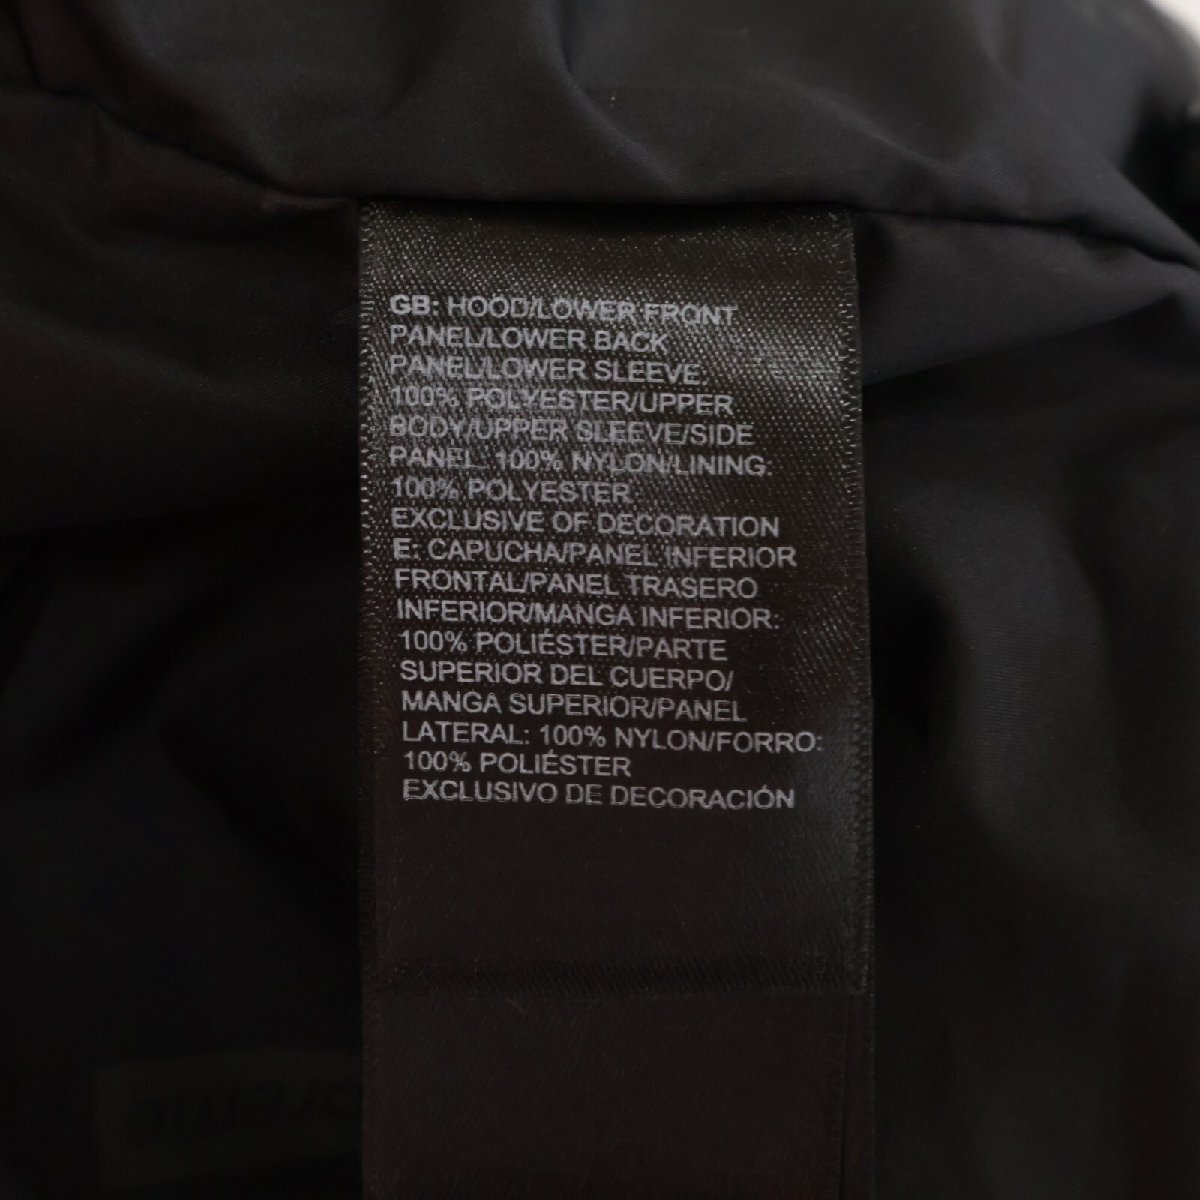 GB: HOOD/LOWER FRONT
PANEL/LOWER BACK
PANEL/LOWER SLEEVE:
100% POLYESTER/UPPER
BODY/UPPER SLEEVE/SIDE
PANEL: 100% NYLON/LINING:
100% POLYESTER
EXCLUSIVE OF DECORATION
E: CAPUCHA/PANEL INFERIOR
FRONTAL/PANEL TRASERO
INFERIOR/MANGA INFERIOR:
100% POLIÉSTER/PARTE
SUPERIOR DEL CUERPO/
MANGA SUPERIOR/PANEL
LATERAL: 100% NYLON/FORRO:
100% POLIÉSTER
EXCLUSIVO DE DECORACIÓN